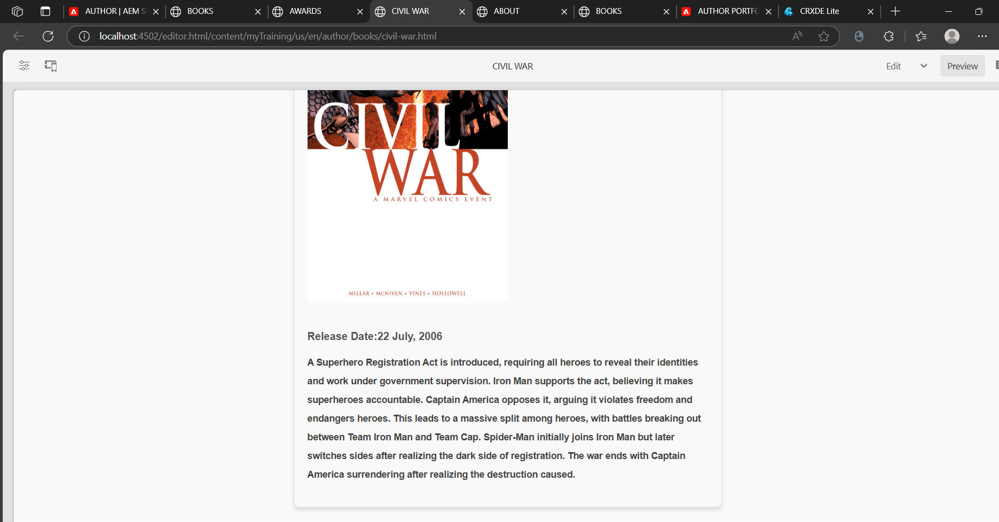 AUTHOR | AEM S
BOOKS
AWARDS
CIVIL WAR
ABOUT
BOOKS
AUTHOR PORTFO
CRXDE Lite
localhost:4502/editor.html/content/myTraining/us/en/author/books/civil-war.html
CIVIL WAR
Edit
Preview
CIVIL
WAR
A MARVEL COMICS EVENT
MILLAR • MCNIVEN • VINES • HOLLOWELL
Release Date:22 July, 2006
A Superhero Registration Act is introduced, requiring all heroes to reveal their identities
and work under government supervision. Iron Man supports the act, believing it makes
superheroes accountable. Captain America opposes it, arguing it violates freedom and
endangers heroes. This leads to a massive split among heroes, with battles breaking out
between Team Iron Man and Team Cap. Spider-Man initially joins Iron Man but later
switches sides after realizing the dark side of registration. The war ends with Captain
America surrendering after realizing the destruction caused.